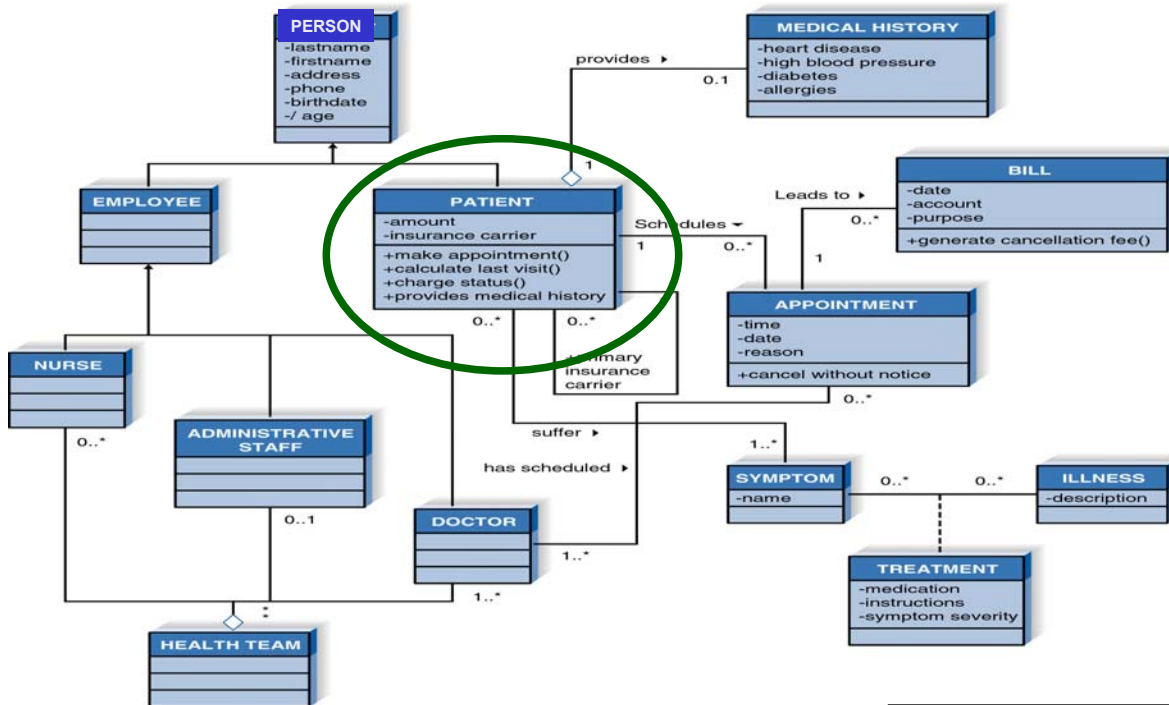 PERSON
-lastname
-firstname
-address
-phone
-birthdate
-/ age
MEDICAL HISTORY
-heart disease
-high blood pressure
-diabetes
-allergies
provides
0.1
1
EMPLOYEE
PATIENT
-amount
-insurance carrier
+make appointment()
+calculate last visit()
+charge status()
+provides medical history
BILL
-date
-account
-purpose
+generate cancellation fee()
Leads to
0..*
1
Schedules
1
0..*
APPOINTMENT
-time
-date
-reason
+cancel without notice
0..*
0..*
0..*
insurance
carrier
NURSE
0..*
ADMINISTRATIVE
STAFF
0..1
suffer
1..*
has scheduled
DOCTOR
1..*
1..*
SYMPTOM
-name
0..*
0..*
ILLNESS
-description
TREATMENT
-medication
-instructions
-symptom severity
HEALTH TEAM